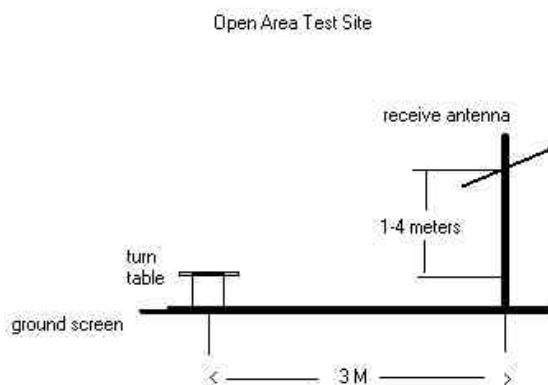 Open Area Test Site
receive antenna
1-4 meters
turn
table
ground screen
3 M